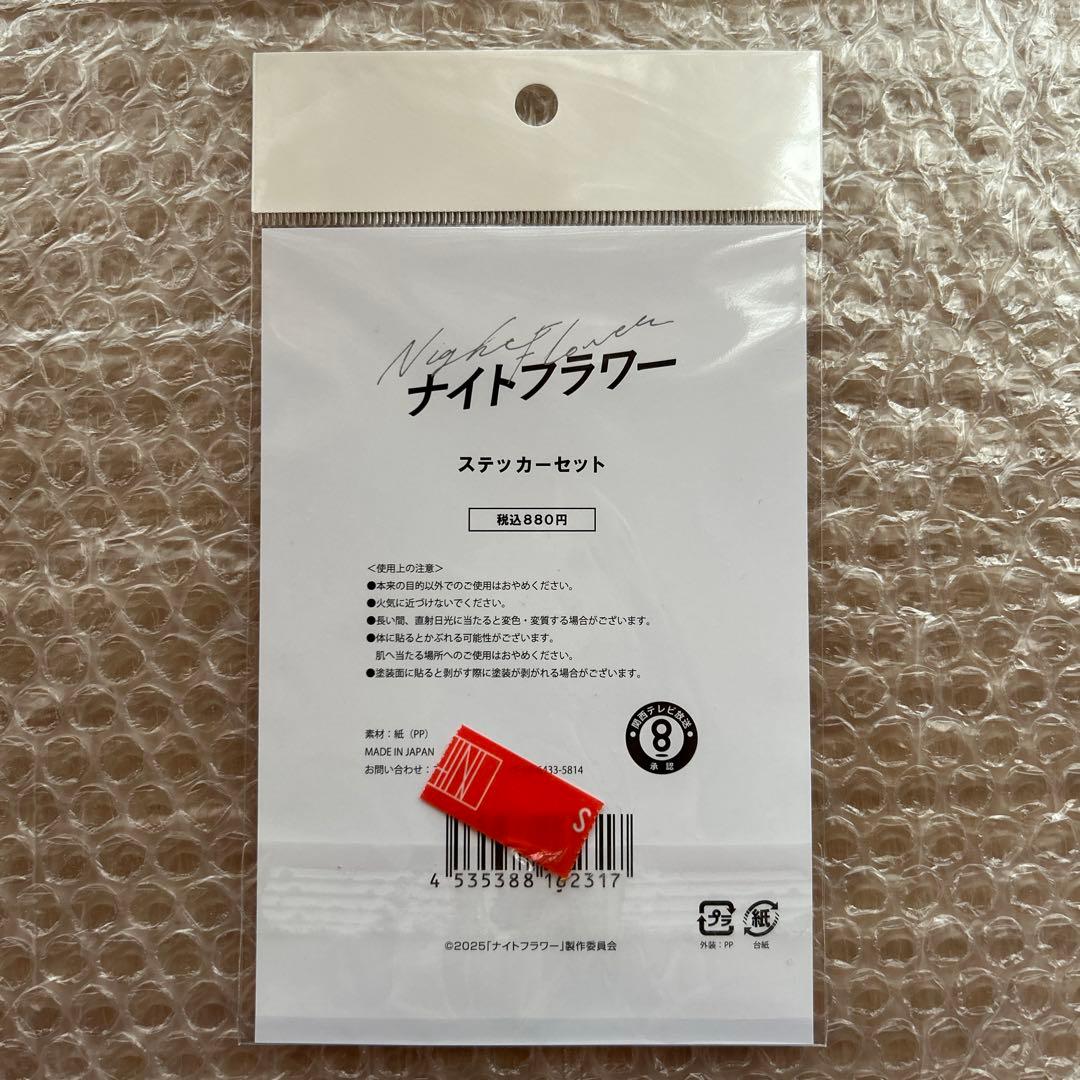 Night Flower
ナイトフラワー
ステッカーセット
税込880円
＜使用上の注意＞
●本来の目的以外でのご使用はおやめください。
●火気に近づけないでください。
●長い間、直射日光に当たると変色・変質する場合がございます。
●体に貼るとかぶれる可能性がございます。
肌へ当たる場所へのご使用はおやめください。
●塗装面に貼ると剥がす際に塗装が剥がれる場合がございます。
・関西テレビ放送・
8
承認
素材：紙（PP）
MADE IN JAPAN
お問い合わせ：
6433-5814
S
4 535388 162317
プラ
紙
外装：PP
台紙
©2025「ナイトフラワー」製作委員会